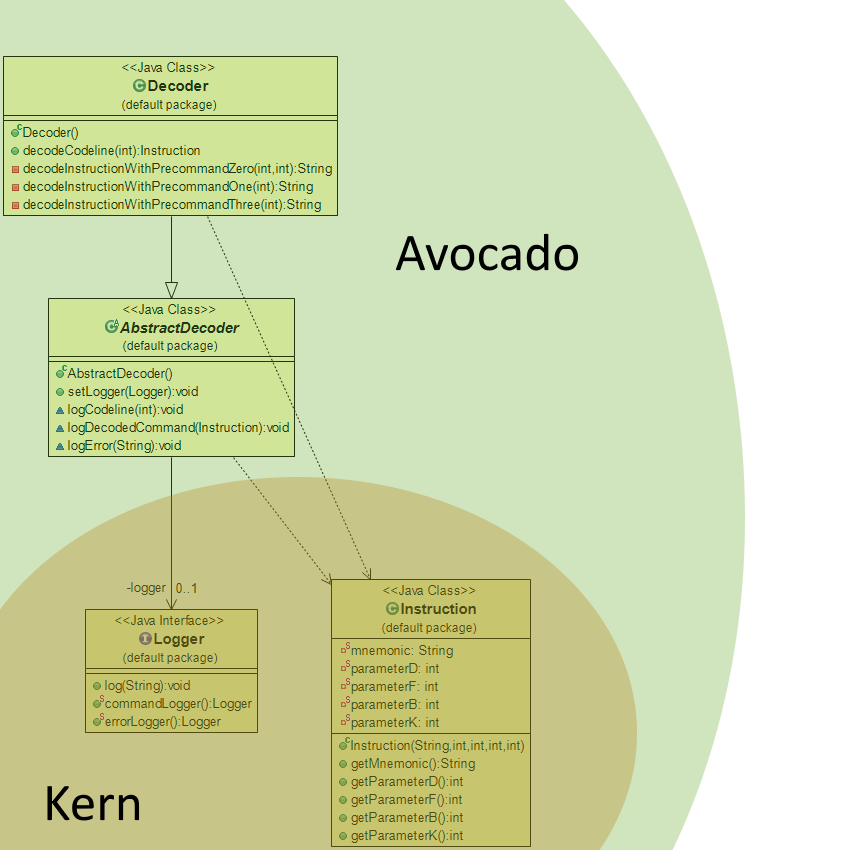 <<Java Class>>
Decoder
(default package)
Decoder()
decodeCodeline(int):Instruction
decodeInstructionWithPrecommandZero(int,int):String
decodeInstructionWithPrecommandOne(int):String
decodeInstructionWithPrecommandThree(int):String
Avocado
<<Java Class>>
AbstractDecoder
(default package)
AbstractDecoder()
setLogger(Logger):void
logCodeline(int):void
logDecodedCommand(Instruction):void
logError(String):void
-logger 0..1
<<Java Interface>>
Logger
(default package)
log(String):void
commandLogger():Logger
errorLogger():Logger
<<Java Class>>
Instruction
(default package)
mnemonic: String
parameterD: int
parameterF: int
parameterB: int
parameterK: int
Instruction(String,int,int,int,int)
getMnemonic():String
getParameterD():int
getParameterF():int
getParameterB():int
getParameterK():int
Kern